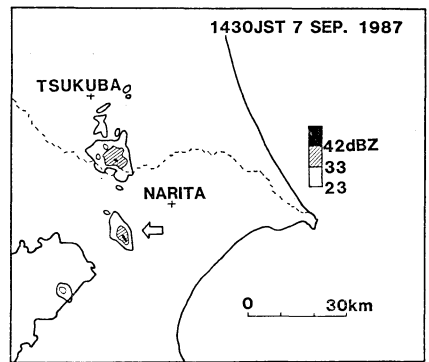 1430JST 7 SEP. 1987
TSUKUBA
42dBZ
33
23
NARITA
0 30km